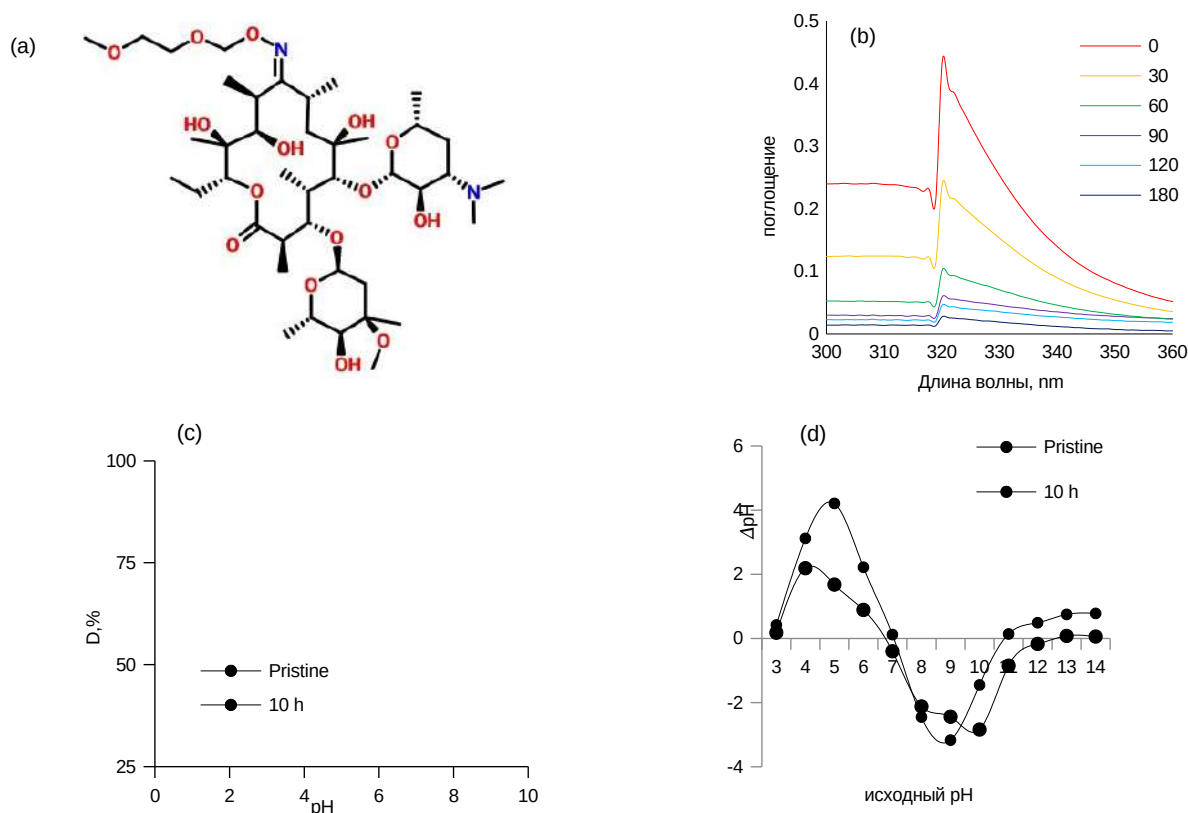 (a)
O
O
O
N
HO
OH
OH
O
O
O
O
N
OH
O
O
O
OH
(b)
0.5
0.4
0.3
0.2
0.1
0
поглощение
0
30
60
90
120
180
300 310 320 330 340 350 360
Длина волны, nm
(c)
100
75
50
25
D,%
Pristine
10 h
0 2 4 6 8 10
pH
(d)
6
4
2
0
-2
-4
ΔpH
Pristine
10 h
3 4 5 6 7 8 9 10 11 12 13 14
исходный pH